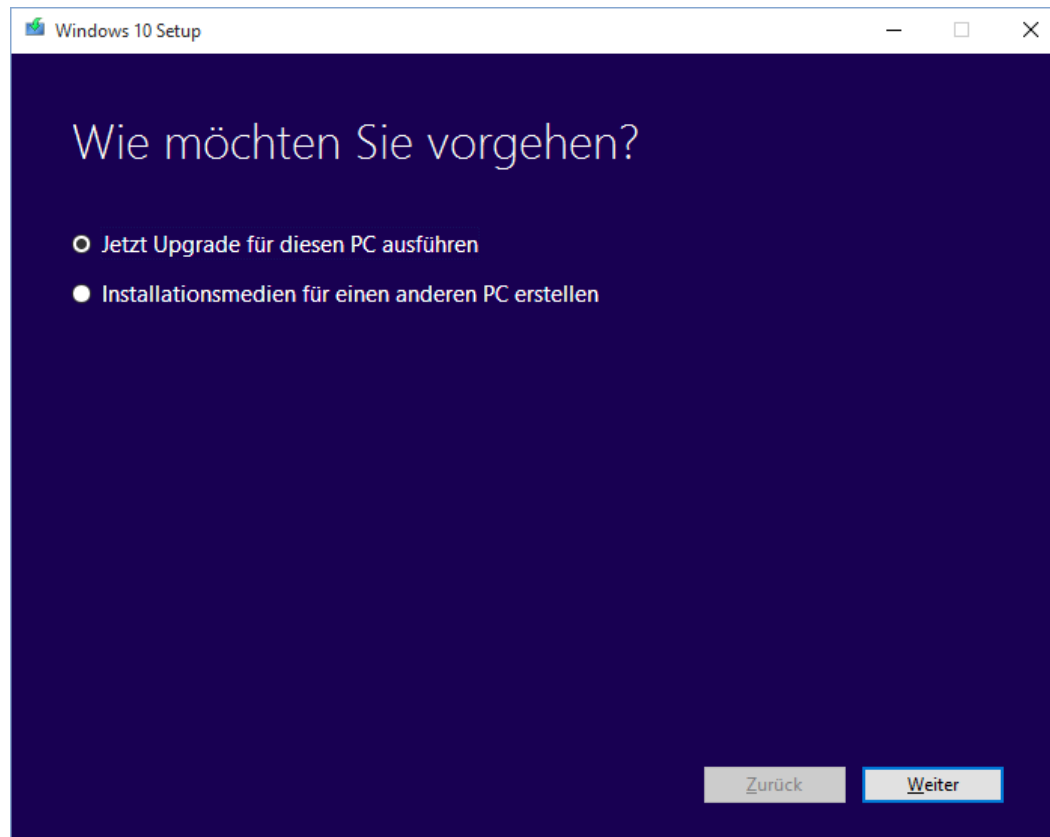 Windows 10 Setup
Wie möchten Sie vorgehen?
Jetzt Upgrade für diesen PC ausführen
Installationsmedien für einen anderen PC erstellen
Zurück
Weiter